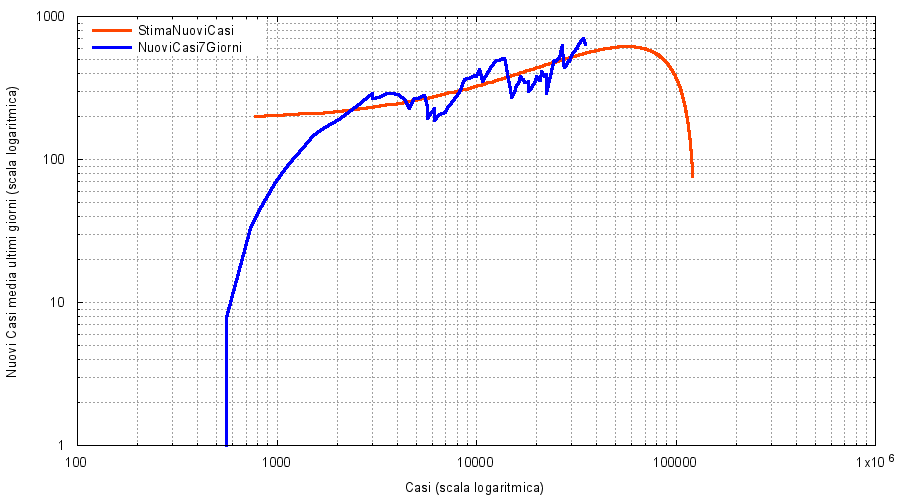 1000
100
10
1
StimaNuoviCasi
NuoviCasi7Giorni
Nuovi Casi media ultimi giorni (scala logaritmica)
100 1000 10000 100000 1x10 6
Casi (scala logaritmica)